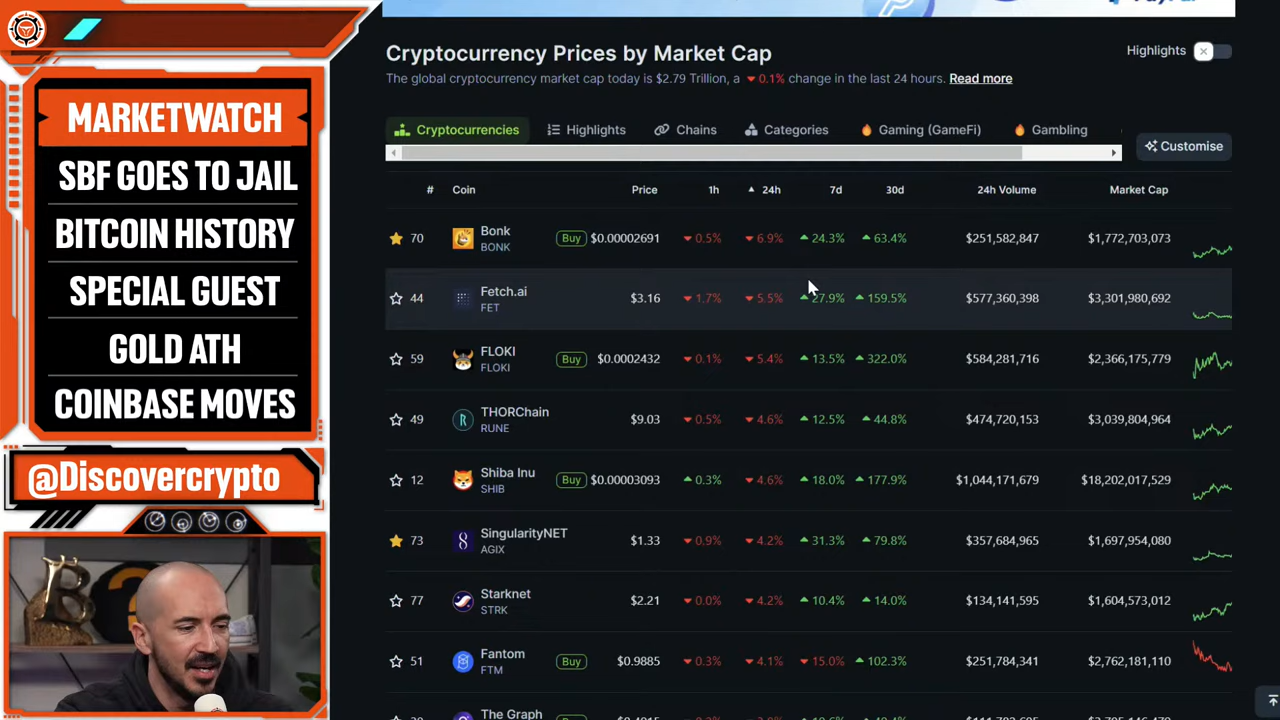 MARKETWATCH
SBF GOES TO JAIL
BITCOIN HISTORY
SPECIAL GUEST
GOLD ATH
COINBASE MOVES
@Discovercrypto
Cryptocurrency Prices by Market Cap
Highlights
The global cryptocurrency market cap today is $2.79 Trillion, a 0.1% change in the last 24 hours. Read more
Cryptocurrencies Highlights Chains Categories Gaming (GameFi) Gambling
Customise
# Coin Price 1h 24h 7d 30d 24h Volume Market Cap
70 Bonk BONK Buy $0.00002691 0.5% 6.9% 24.3% 63.4% $251,582,847 $1,772,703,073
44 Fetch.ai FET $3.16 1.7% 5.5% 27.9% 159.5% $577,360,398 $3,301,980,692
59 FLOKI FLOKI Buy $0.0002432 0.1% 5.4% 13.5% 322.0% $584,281,716 $2,366,175,779
49 THORChain RUNE $9.03 0.5% 4.6% 12.5% 44.8% $474,720,153 $3,039,804,964
12 Shiba Inu SHIB Buy $0.00003093 0.3% 4.6% 18.0% 177.9% $1,044,171,679 $18,202,017,529
73 SingularityNET AGIX $1.33 0.9% 4.2% 31.3% 79.8% $357,684,965 $1,697,954,080
77 Starknet STRK $2.21 0.0% 4.2% 10.4% 14.0% $134,141,595 $1,604,573,012
51 Fantom FTM Buy $0.9885 0.3% 4.1% 15.0% 102.3% $251,784,341 $2,762,181,110
The Graph